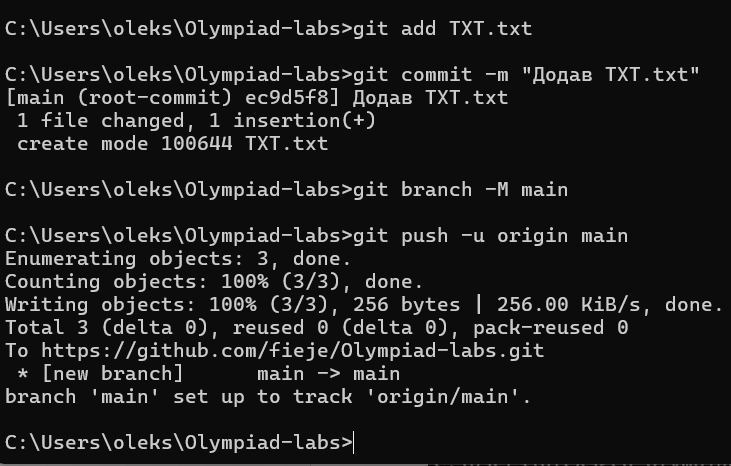 C:\Users\oleks\Olympiad-labs>git add TXT.txt
C:\Users\oleks\Olympiad-labs>git commit -m "Додав TXT.txt"
[main (root-commit) ec9d5f8] Додав TXT.txt
 1 file changed, 1 insertion(+)
 create mode 100644 TXT.txt
C:\Users\oleks\Olympiad-labs>git branch -M main
C:\Users\oleks\Olympiad-labs>git push -u origin main
Enumerating objects: 3, done.
Counting objects: 100% (3/3), done.
Writing objects: 100% (3/3), 256 bytes | 256.00 KiB/s, done.
Total 3 (delta 0), reused 0 (delta 0), pack-reused 0
To https://github.com/fieje/Olympiad-labs.git
 * [new branch]      main -> main
branch 'main' set up to track 'origin/main'.
C:\Users\oleks\Olympiad-labs>